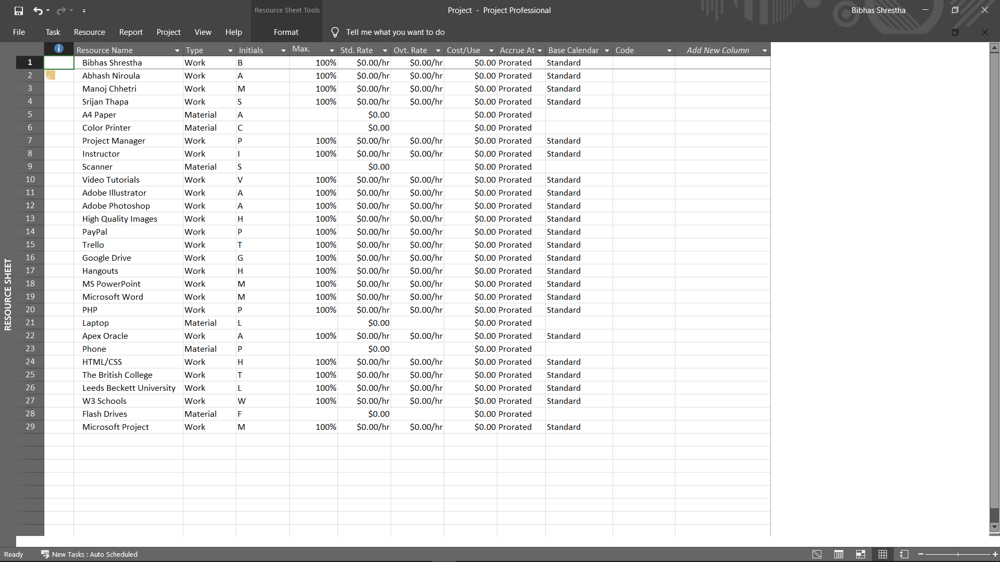 Resource Sheet Tools
Project - Project Professional
Bibhas Shrestha
File Task Resource Report Project View Help Format Tell me what you want to do
Resource Name Type Initials Max. Std. Rate Ovt. Rate Cost/Use Accrue At Base Calendar Code Add New Column
1 Bibhas Shrestha Work B 100% $0.00/hr $0.00/hr $0.00 Prorated Standard
2 Abhash Niroula Work A 100% $0.00/hr $0.00/hr $0.00 Prorated Standard
3 Manoj Chhetri Work M 100% $0.00/hr $0.00/hr $0.00 Prorated Standard
4 Srijan Thapa Work S 100% $0.00/hr $0.00/hr $0.00 Prorated Standard
5 A4 Paper Material A $0.00 $0.00 Prorated
6 Color Printer Material C $0.00 $0.00 Prorated
7 Project Manager Work P 100% $0.00/hr $0.00/hr $0.00 Prorated Standard
8 Instructor Work I 100% $0.00/hr $0.00/hr $0.00 Prorated Standard
9 Scanner Material S $0.00 $0.00 Prorated
10 Video Tutorials Work V 100% $0.00/hr $0.00/hr $0.00 Prorated Standard
11 Adobe Illustrator Work A 100% $0.00/hr $0.00/hr $0.00 Prorated Standard
12 Adobe Photoshop Work A 100% $0.00/hr $0.00/hr $0.00 Prorated Standard
13 High Quality Images Work H 100% $0.00/hr $0.00/hr $0.00 Prorated Standard
14 PayPal Work P 100% $0.00/hr $0.00/hr $0.00 Prorated Standard
15 Trello Work T 100% $0.00/hr $0.00/hr $0.00 Prorated Standard
16 Google Drive Work G 100% $0.00/hr $0.00/hr $0.00 Prorated Standard
17 Hangouts Work H 100% $0.00/hr $0.00/hr $0.00 Prorated Standard
18 MS PowerPoint Work M 100% $0.00/hr $0.00/hr $0.00 Prorated Standard
19 Microsoft Word Work M 100% $0.00/hr $0.00/hr $0.00 Prorated Standard
20 PHP Work P 100% $0.00/hr $0.00/hr $0.00 Prorated Standard
21 Laptop Material L $0.00 $0.00 Prorated
22 Apex Oracle Work A 100% $0.00/hr $0.00/hr $0.00 Prorated Standard
23 Phone Material P $0.00 $0.00 Prorated
24 HTML/CSS Work H 100% $0.00/hr $0.00/hr $0.00 Prorated Standard
25 The British College Work T 100% $0.00/hr $0.00/hr $0.00 Prorated Standard
26 Leeds Beckett University Work L 100% $0.00/hr $0.00/hr $0.00 Prorated Standard
27 W3 Schools Work W 100% $0.00/hr $0.00/hr $0.00 Prorated Standard
28 Flash Drives Material F $0.00 $0.00 Prorated
29 Microsoft Project Work M 100% $0.00/hr $0.00/hr $0.00 Prorated Standard
RESOURCE SHEET
Ready New Tasks : Auto Scheduled